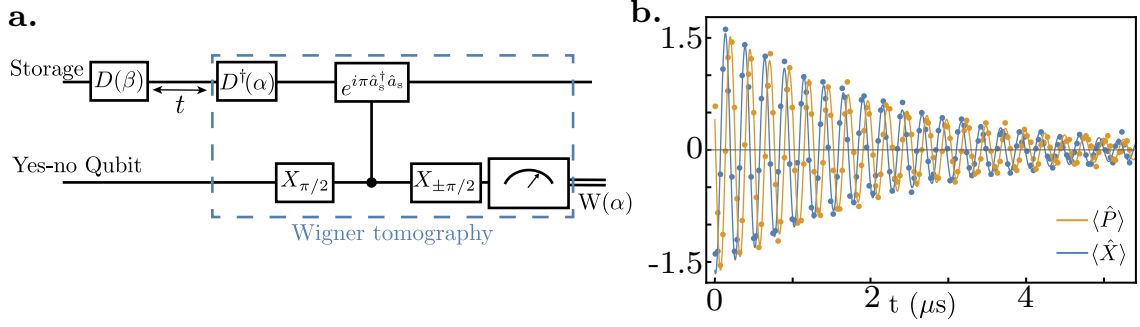 a.
Storage
D(β)
t
D†(α)
e^{iπâ_s†â_s}
Yes-no Qubit
X_{π/2}
X_{±π/2}
W(α)
Wigner tomography
b.
1.5
0
-1.5
⟨P̂⟩
⟨X̂⟩
0
2
4
t (μs)